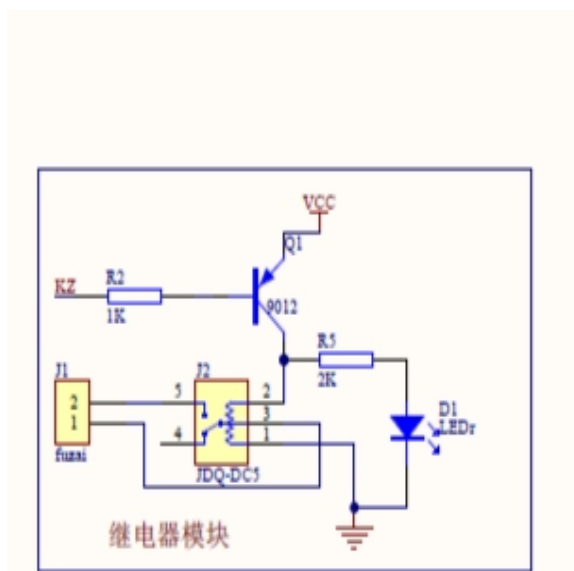 VCC
Q1
KZ
R2
1K
9012
R5
2K
J1
2
1
fuzai
J2
5
4
2
3
1
JDQ-DC5
D1
LEDr
继电器模块